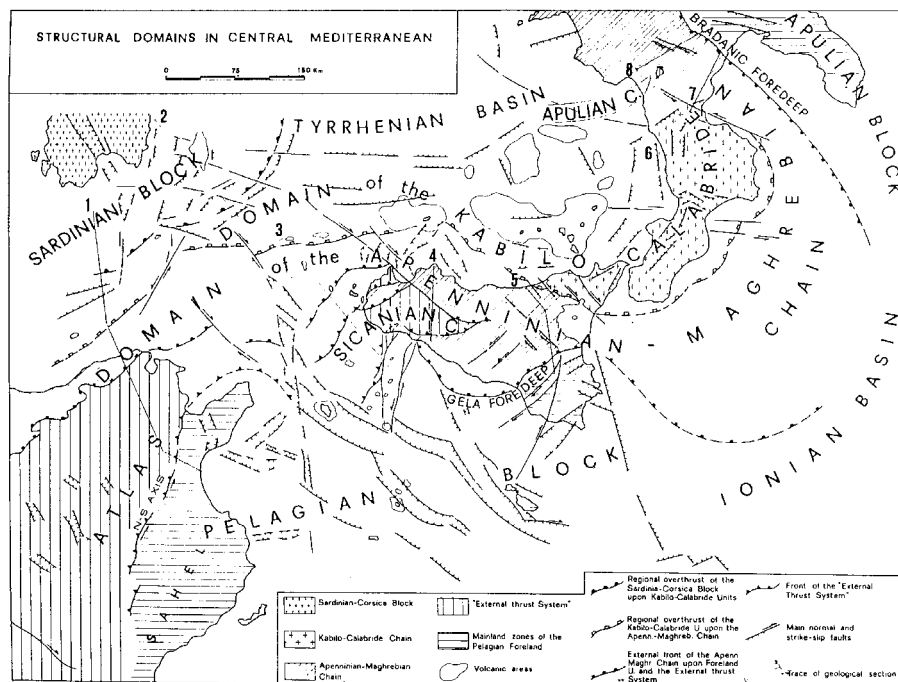 STRUCTURAL DOMAINS IN CENTRAL MEDITERRANEAN
0 75 150 Km
APULIAN BLOCK
BRADANIC FOREDEEP
8
7
APULIAN C.
TYRRHENIAN BASIN
2
6
1
SARDINIAN BLOCK
DOMAIN of the KABILO CALABRIDE
3
4
5
DOMAIN of the APENNINIAN-MAGHREBIAN CHAIN
SICANIAN C.
GELA FOREDEEP
IONIAN BASIN
PELAGIAN BLOCK
ATLAS
N-S AXIS
SAHEL
Sardinian-Corsica Block
Kabilo-Calabride Chain
Apenninian-Maghrebian
Chain
"External thrust System"
Mainland zones of the
Pelagian Foreland
Volcanic areas
Regional overthrust of the
Sardinia-Corsica Block
upon Kabilo-Calabride Units
Regional overthrust of the
Kabilo-Calabride U. upon the
Apenn.-Maghreb. Chain
External front of the Apenn
Maghr Chain upon Foreland
U. and the External thrust
System
Front of the "External
Thrust System"
Main normal and
strike-slip faults
Trace of geological section